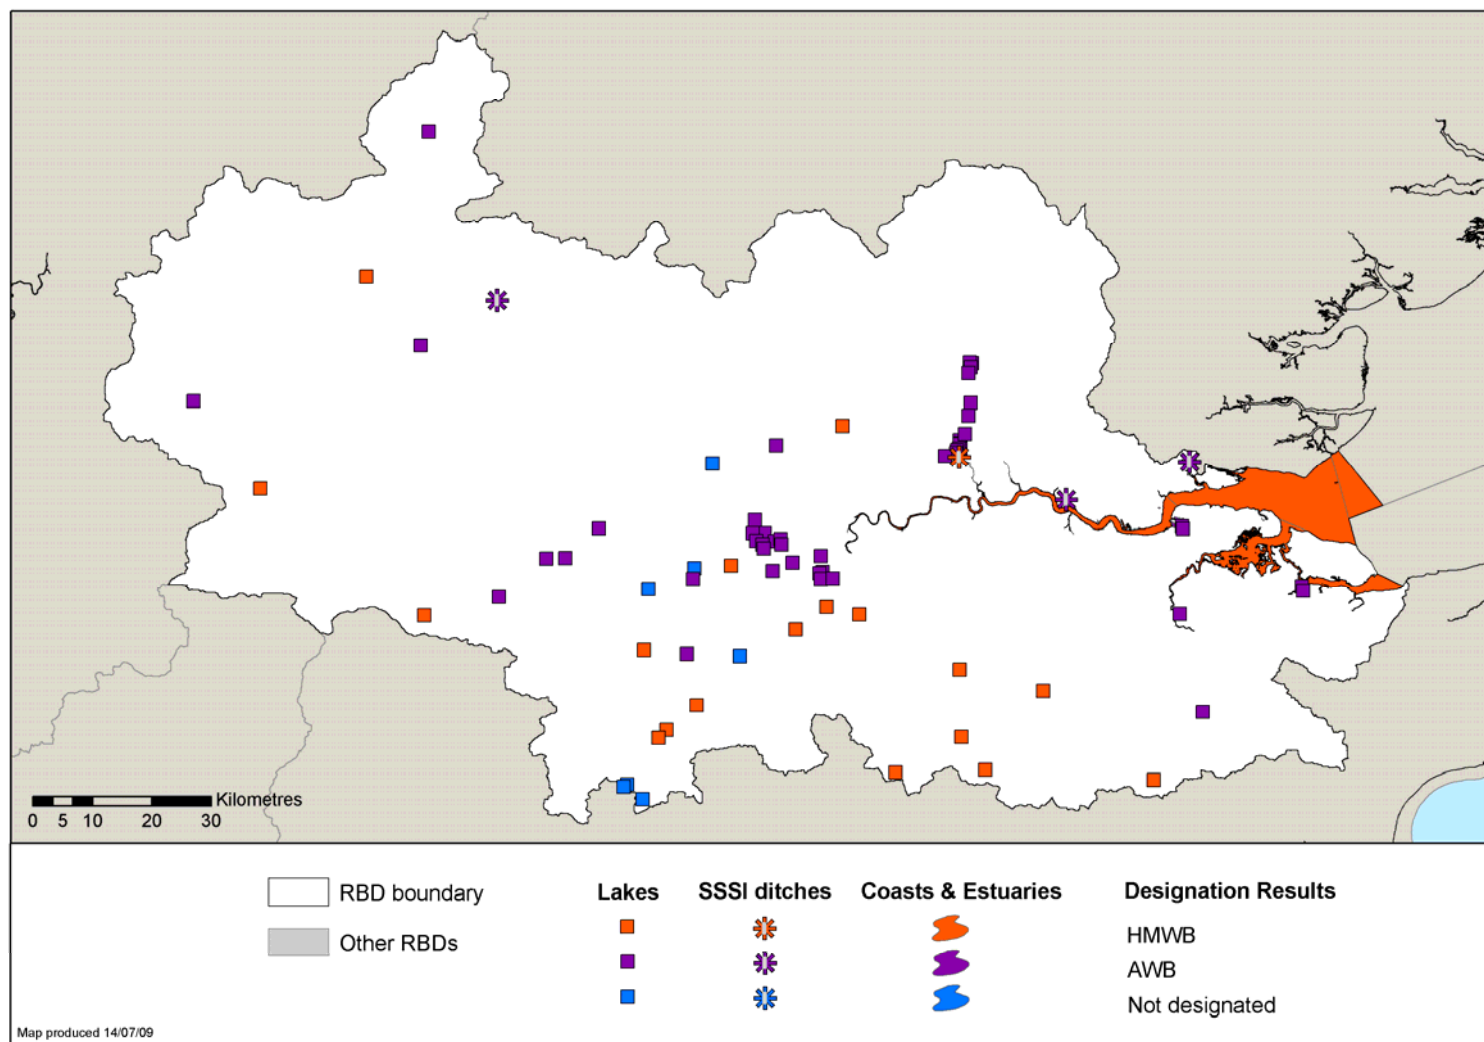 Kilometres
0 5 10 20 30
RBD boundary
Other RBDs
Lakes
SSSI ditches
Coasts & Estuaries
Designation Results
HMWB
AWB
Not designated
Map produced 14/07/09